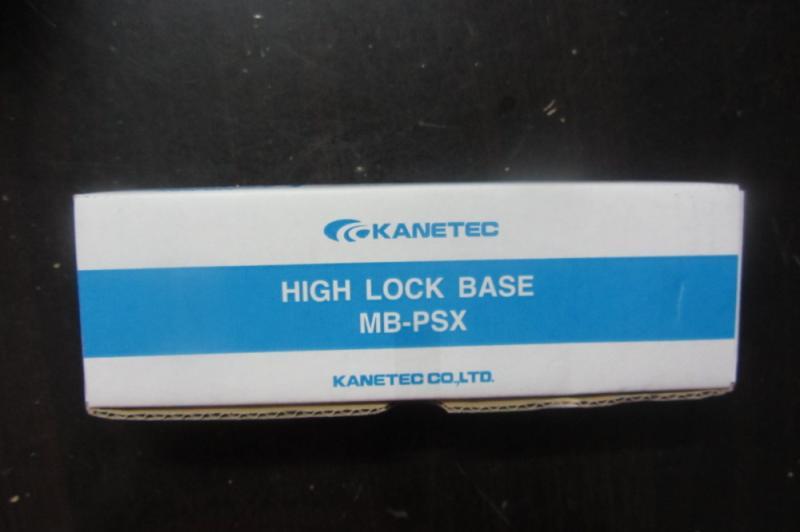 KANETEC
HIGH LOCK BASE
MB-PSX
KANETEC CO.,LTD.